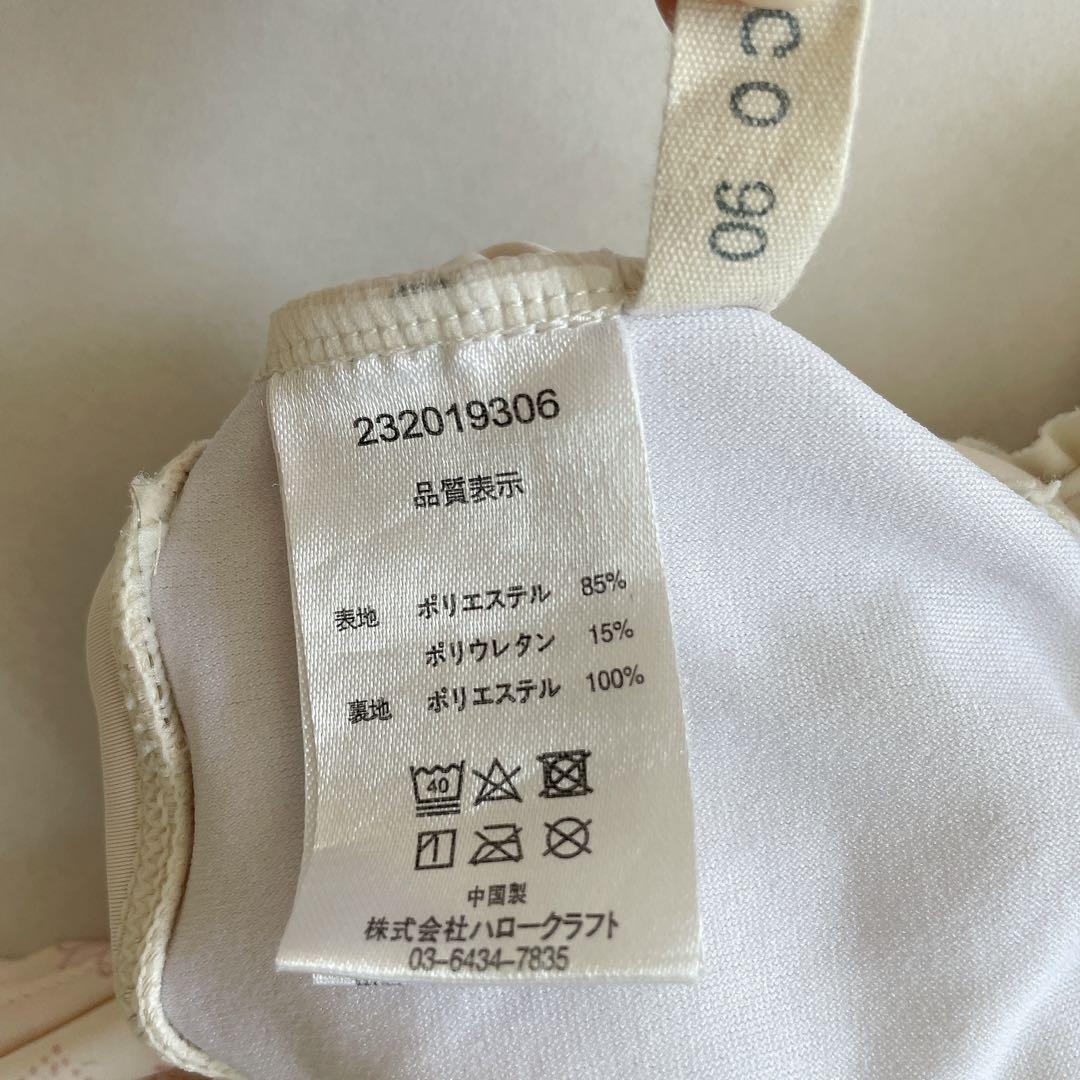 co 90
232019306
品質表示
表地 ポリエステル 85%
ポリウレタン 15%
裏地 ポリエステル 100%
40
中国製
株式会社ハロークラフト
03-6434-7835